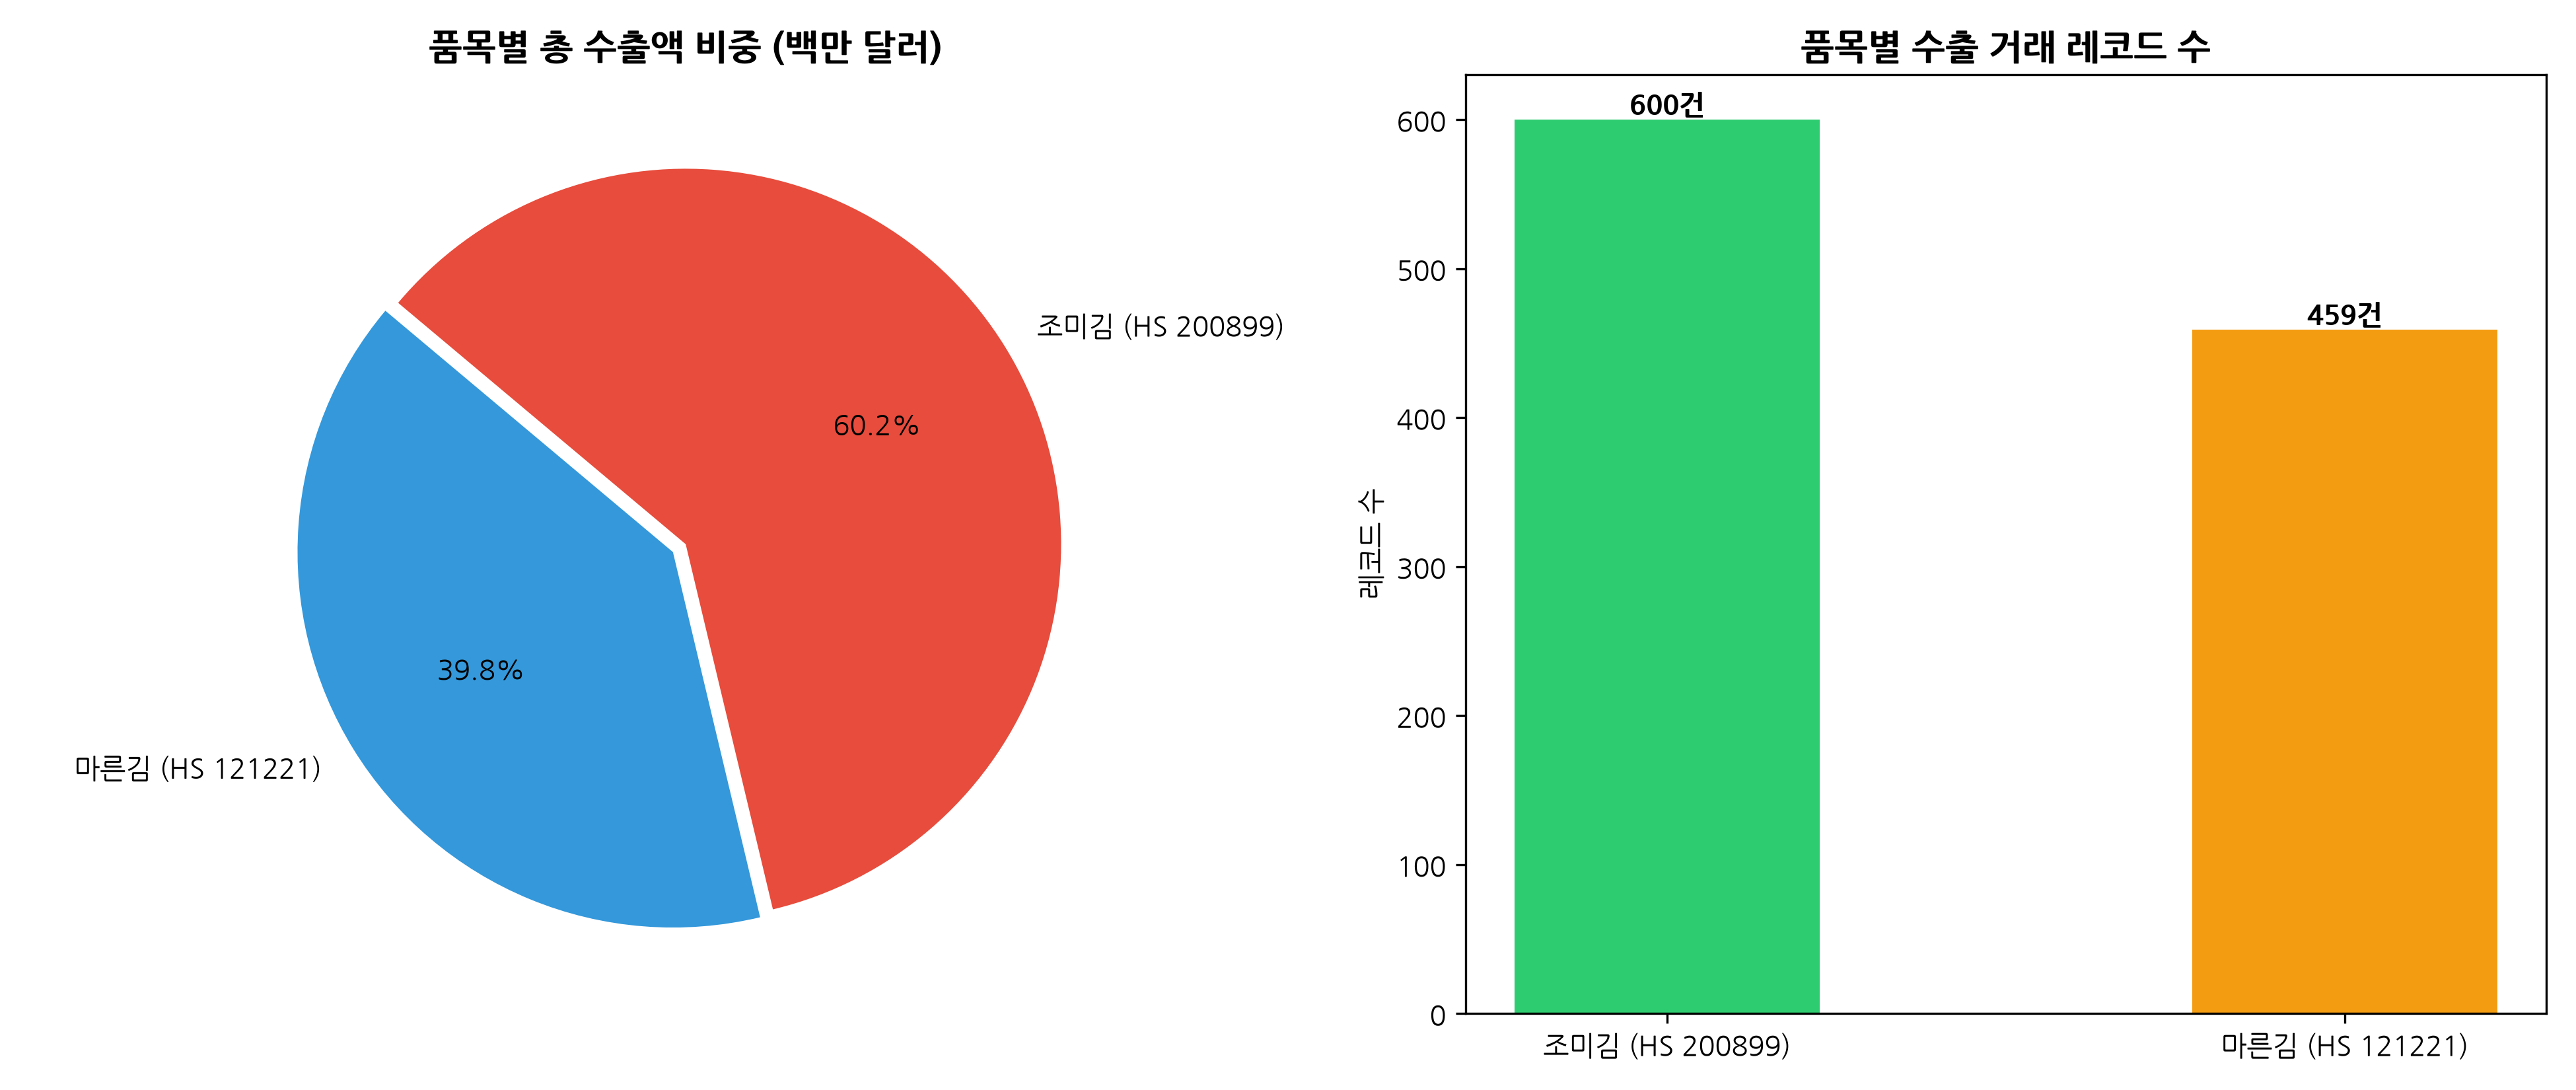 품목별 총 수출액 비중 (백만 달러)
조미김 (HS 200899)
60.2%
39.8%
마른김 (HS 121221)
품목별 수출 거래 레코드 수
레코드 수
600
500
400
300
200
100
0
600건
459건
조미김 (HS 200899)
마른김 (HS 121221)